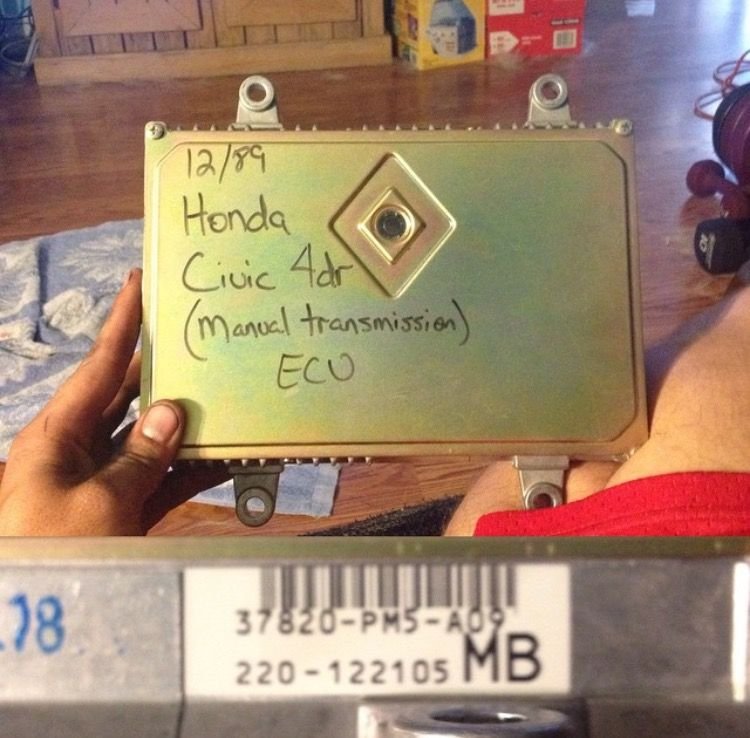 12/89
Honda
Civic 4dr
(Manual transmission)
ECU
37820-PM5-A09
220-122105 MB